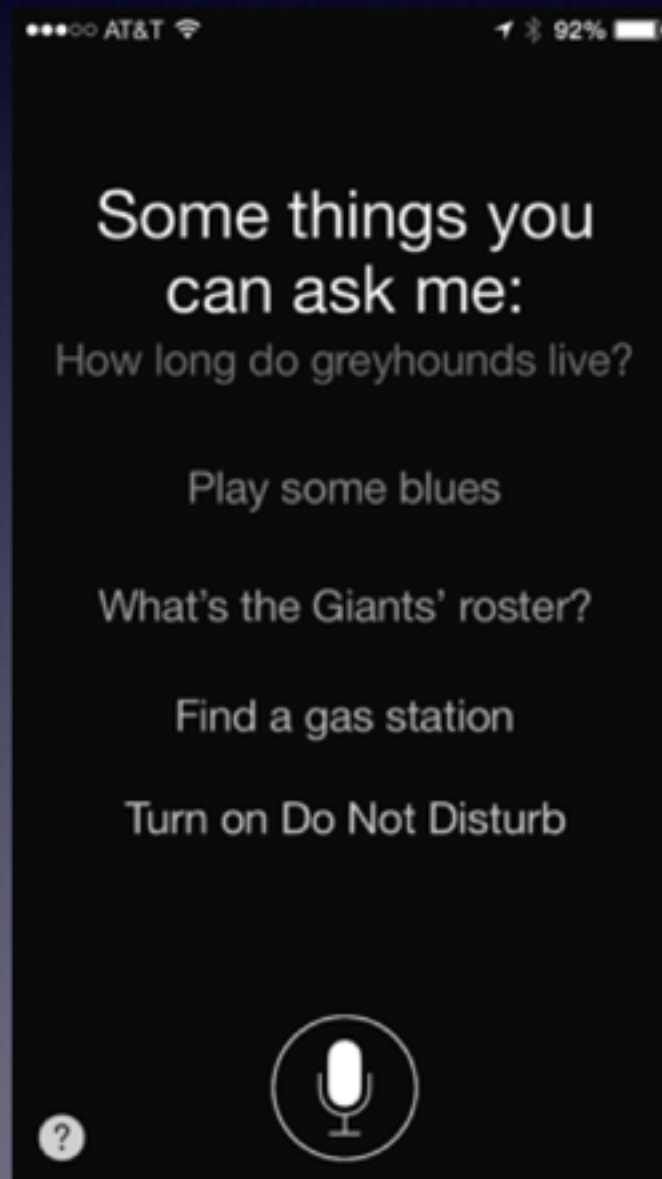 AT&T 92%
Some things you
can ask me:
How long do greyhounds live?
Play some blues
What’s the Giants’ roster?
Find a gas station
Turn on Do Not Disturb
?